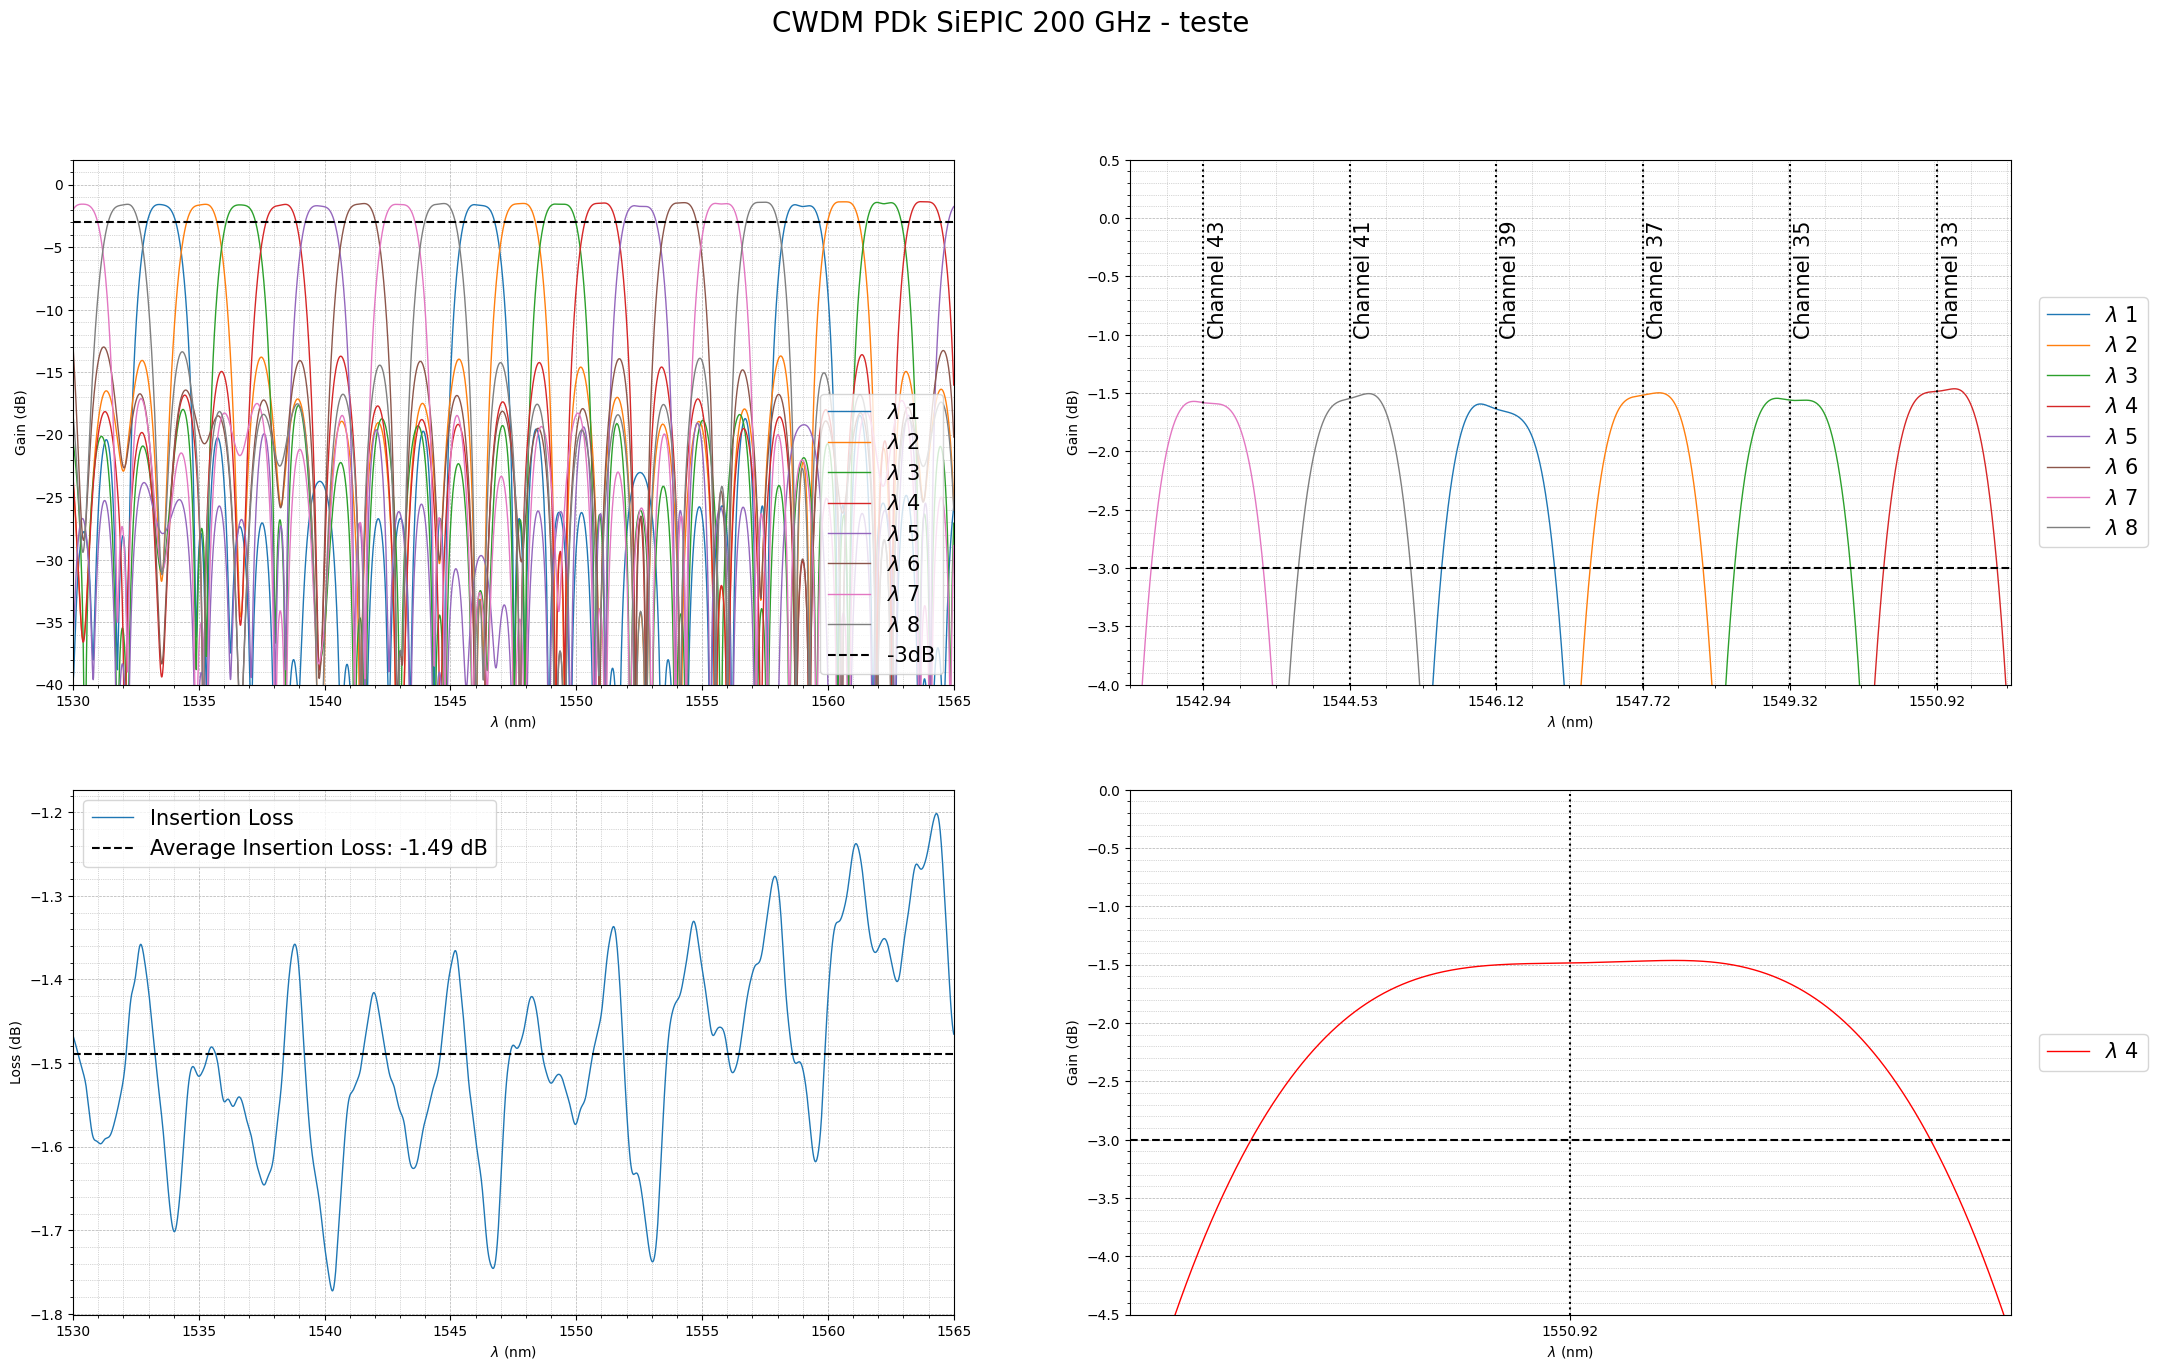 CWDM PDk SiEPIC 200 GHz - teste
Gain (dB)
0
−5
−10
−15
−20
−25
−30
−35
−40
1530
1535
1540
1545
1550
1555
1560
1565
λ (nm)
λ 1
λ 2
λ 3
λ 4
λ 5
λ 6
λ 7
λ 8
-3dB
Gain (dB)
0.5
0.0
−0.5
−1.0
−1.5
−2.0
−2.5
−3.0
−3.5
−4.0
Channel 43
Channel 41
Channel 39
Channel 37
Channel 35
Channel 33
1542.94
1544.53
1546.12
1547.72
1549.32
1550.92
λ (nm)
λ 1
λ 2
λ 3
λ 4
λ 5
λ 6
λ 7
λ 8
Loss (dB)
−1.2
−1.3
−1.4
−1.5
−1.6
−1.7
−1.8
Insertion Loss
Average Insertion Loss: -1.49 dB
1530
1535
1540
1545
1550
1555
1560
1565
λ (nm)
Gain (dB)
0.0
−0.5
−1.0
−1.5
−2.0
−2.5
−3.0
−3.5
−4.0
−4.5
1550.92
λ (nm)
λ 4